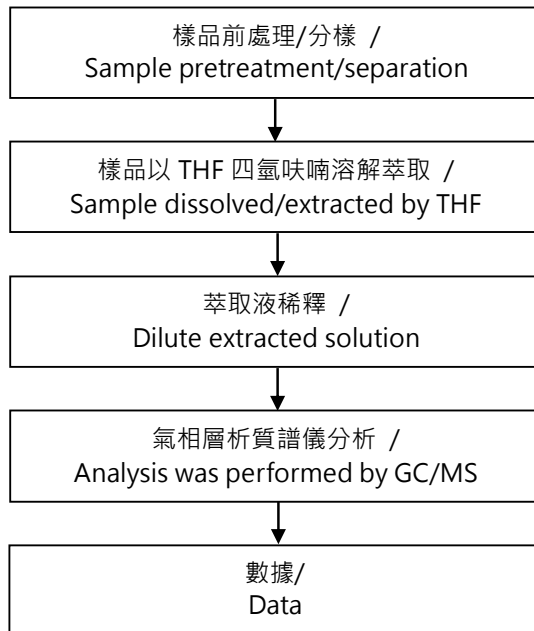 樣品前處理/分樣 /
Sample pretreatment/separation
樣品以 THF 四氫呋喃溶解萃取 /
Sample dissolved/extracted by THF
萃取液稀釋 /
Dilute extracted solution
氣相層析質譜儀分析 /
Analysis was performed by GC/MS
數據/
Data